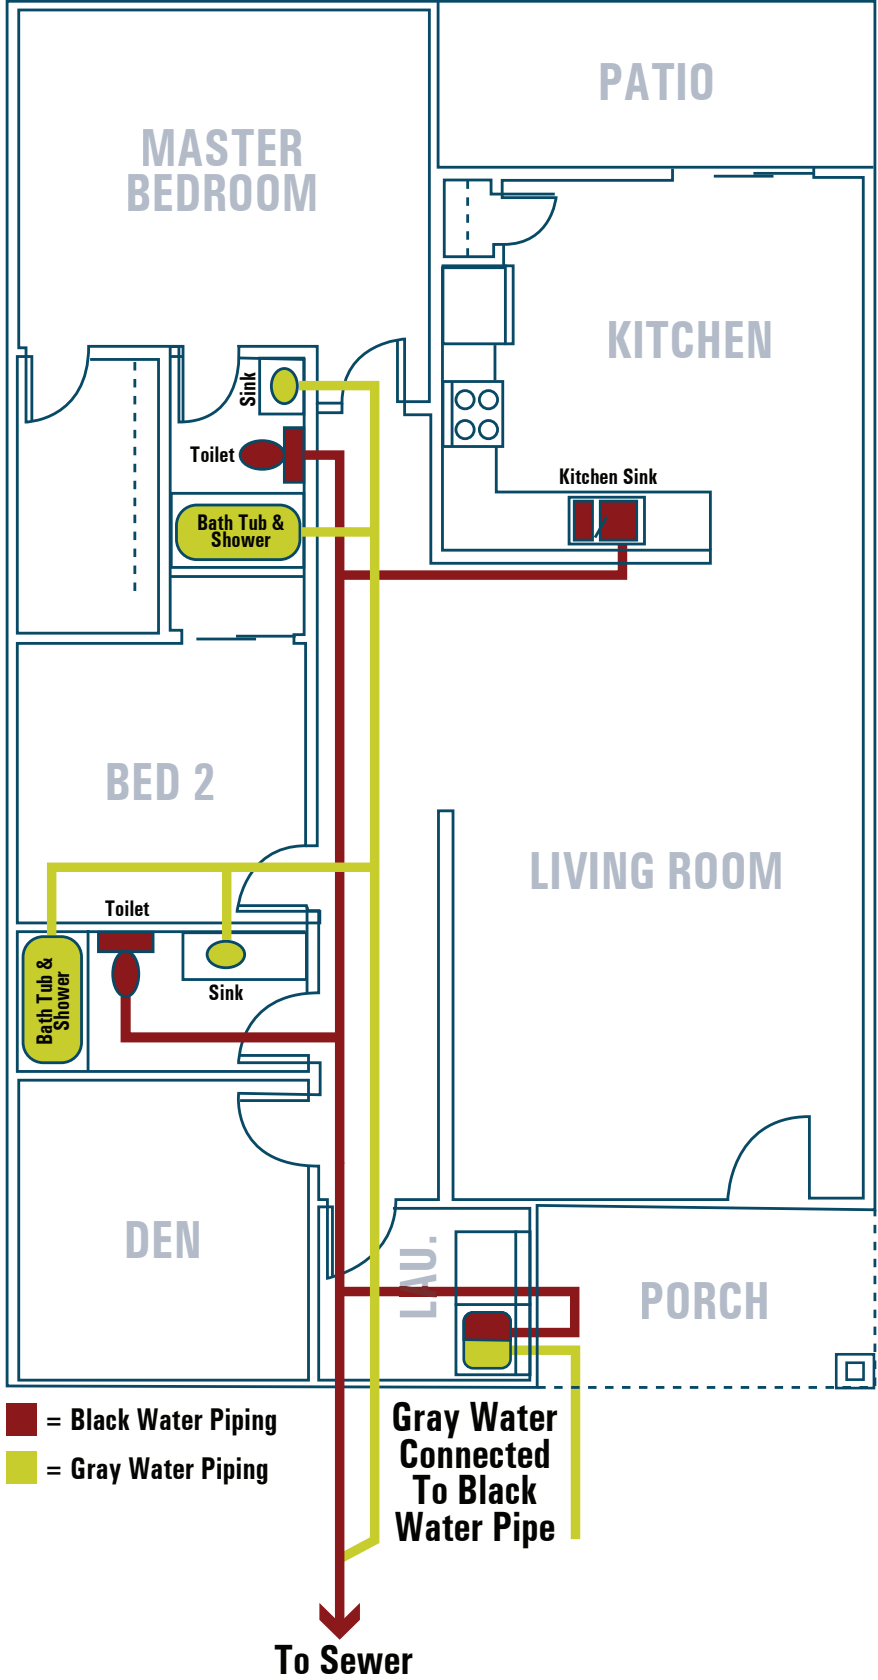 PATIO
MASTER
BEDROOM
KITCHEN
Sink
Toilet
Kitchen Sink
Bath Tub &
Shower
BED 2
LIVING ROOM
Toilet
Bath Tub &
Shower
Sink
DEN
LAU.
PORCH
= Black Water Piping
= Gray Water Piping
Gray Water
Connected
To Black
Water Pipe
To Sewer